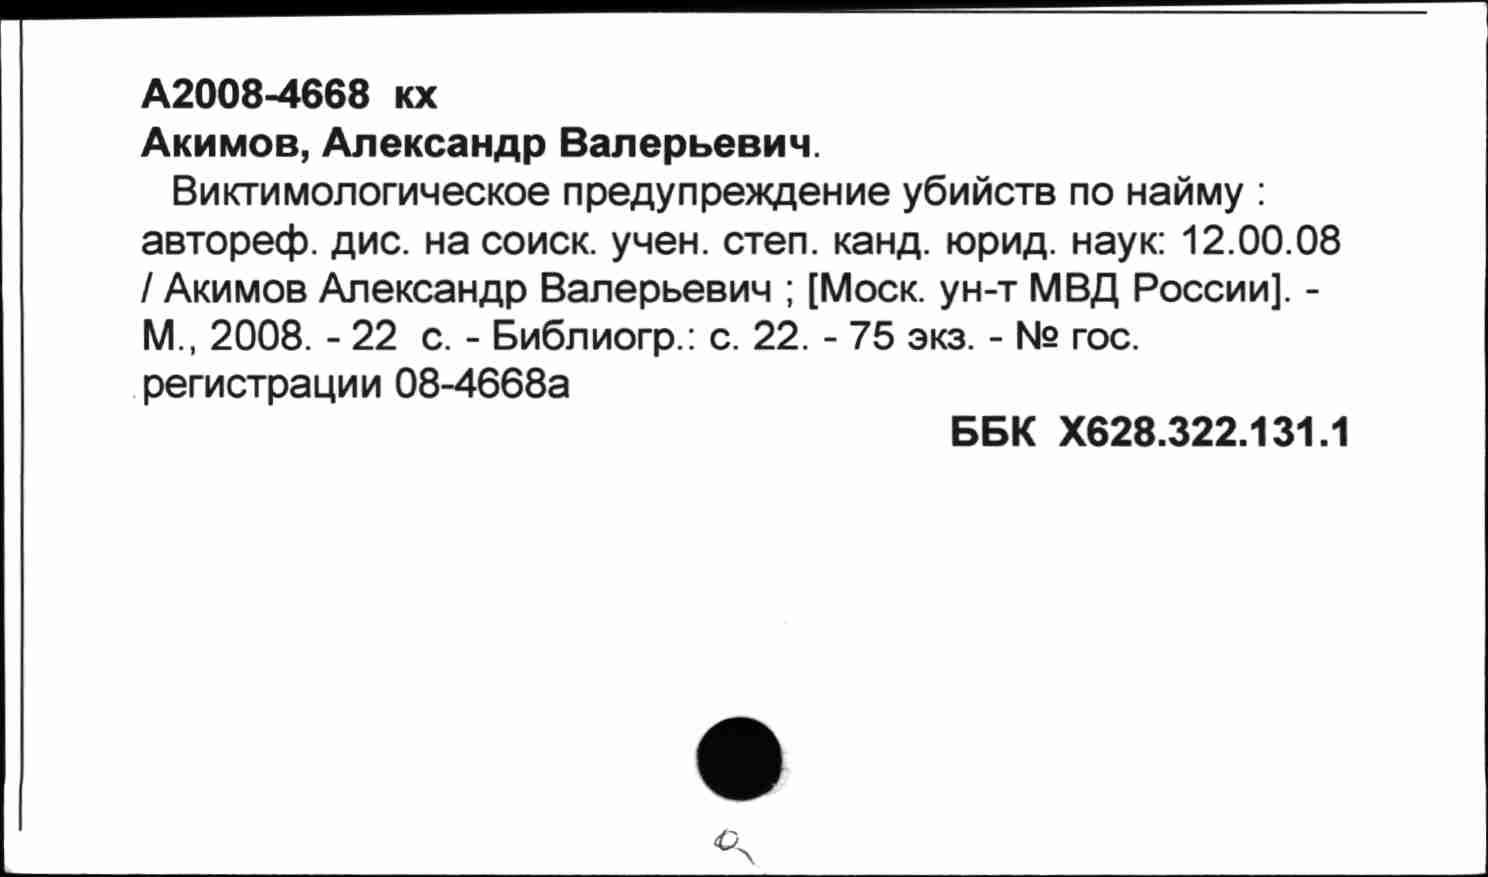 А2008-4668 кх
Акимов, Александр Валерьевич.
Виктимологическое предупреждение убийств по найму :
автореф. дис. на соиск. учен. степ. канд. юрид. наук: 12.00.08
/ Акимов Александр Валерьевич ; [Моск. ун-т МВД России]. -
М., 2008. - 22 с. - Библиогр.: с. 22. - 75 экз. - № гос.
регистрации 08-4668а
ББК Х628.322.131.1